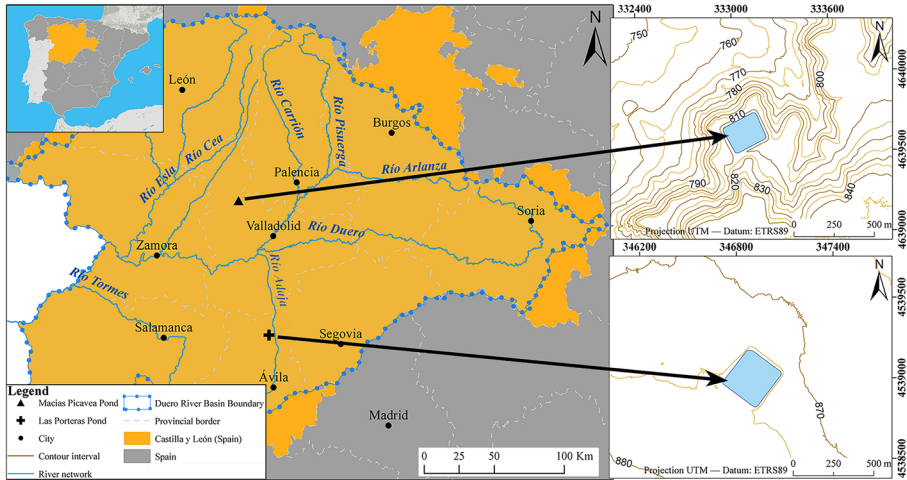 León
Río Esla
Río Cea
Río Carrión
Río Pisuerga
Burgos
Palencia
Río Arlanza
Soria
Valladolid
Río Duero
Zamora
Río Adaja
Río Tormes
Salamanca
Segovia
Ávila
Madrid
Legend
Macias Picavea Pond
Las Porteras Pond
City
Contour interval
River network
Duero River Basin Boundary
Provincial border
Castilla y León (Spain)
Spain
0 25 50 100 Km
332400 333000 333600
N
750
760
770
780
800
810
790
820
830
840
4640000
4639500
4639000
0 250 500 m
Projection UTM — Datum: ETRS89
346200 346800 347400
N
870
880
4539500
4539000
4538500
0 250 500 m
Projection UTM — Datum: ETRS89
N